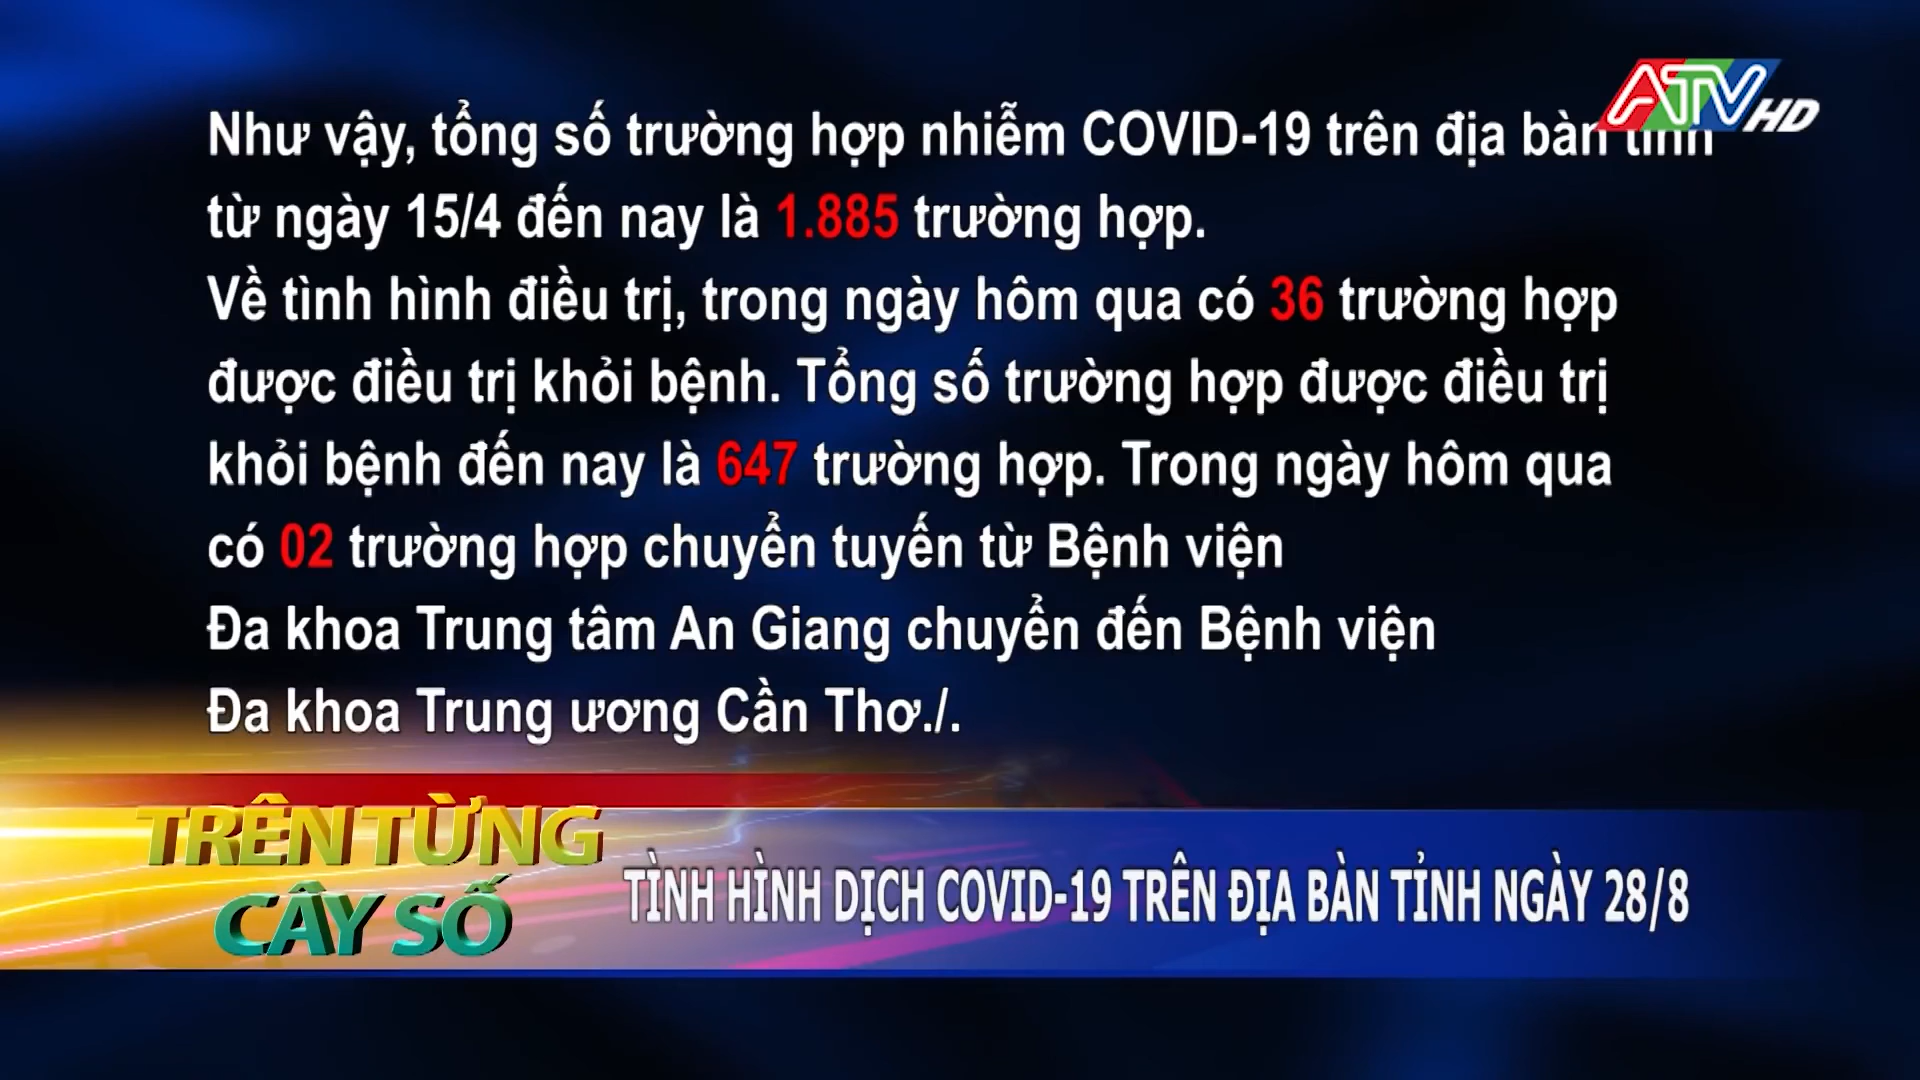 ATVHD
Như vậy, tổng số trường hợp nhiễm COVID-19 trên địa bàn tỉnh
từ ngày 15/4 đến nay là 1.885 trường hợp.
Về tình hình điều trị, trong ngày hôm qua có 36 trường hợp
được điều trị khỏi bệnh. Tổng số trường hợp được điều trị
khỏi bệnh đến nay là 647 trường hợp. Trong ngày hôm qua
có 02 trường hợp chuyển tuyến từ Bệnh viện
Đa khoa Trung tâm An Giang chuyển đến Bệnh viện
Đa khoa Trung ương Cần Thơ./.
TRÊN TỪNG
CÂY SỐ
TÌNH HÌNH DỊCH COVID-19 TRÊN ĐỊA BÀN TỈNH NGÀY 28/8